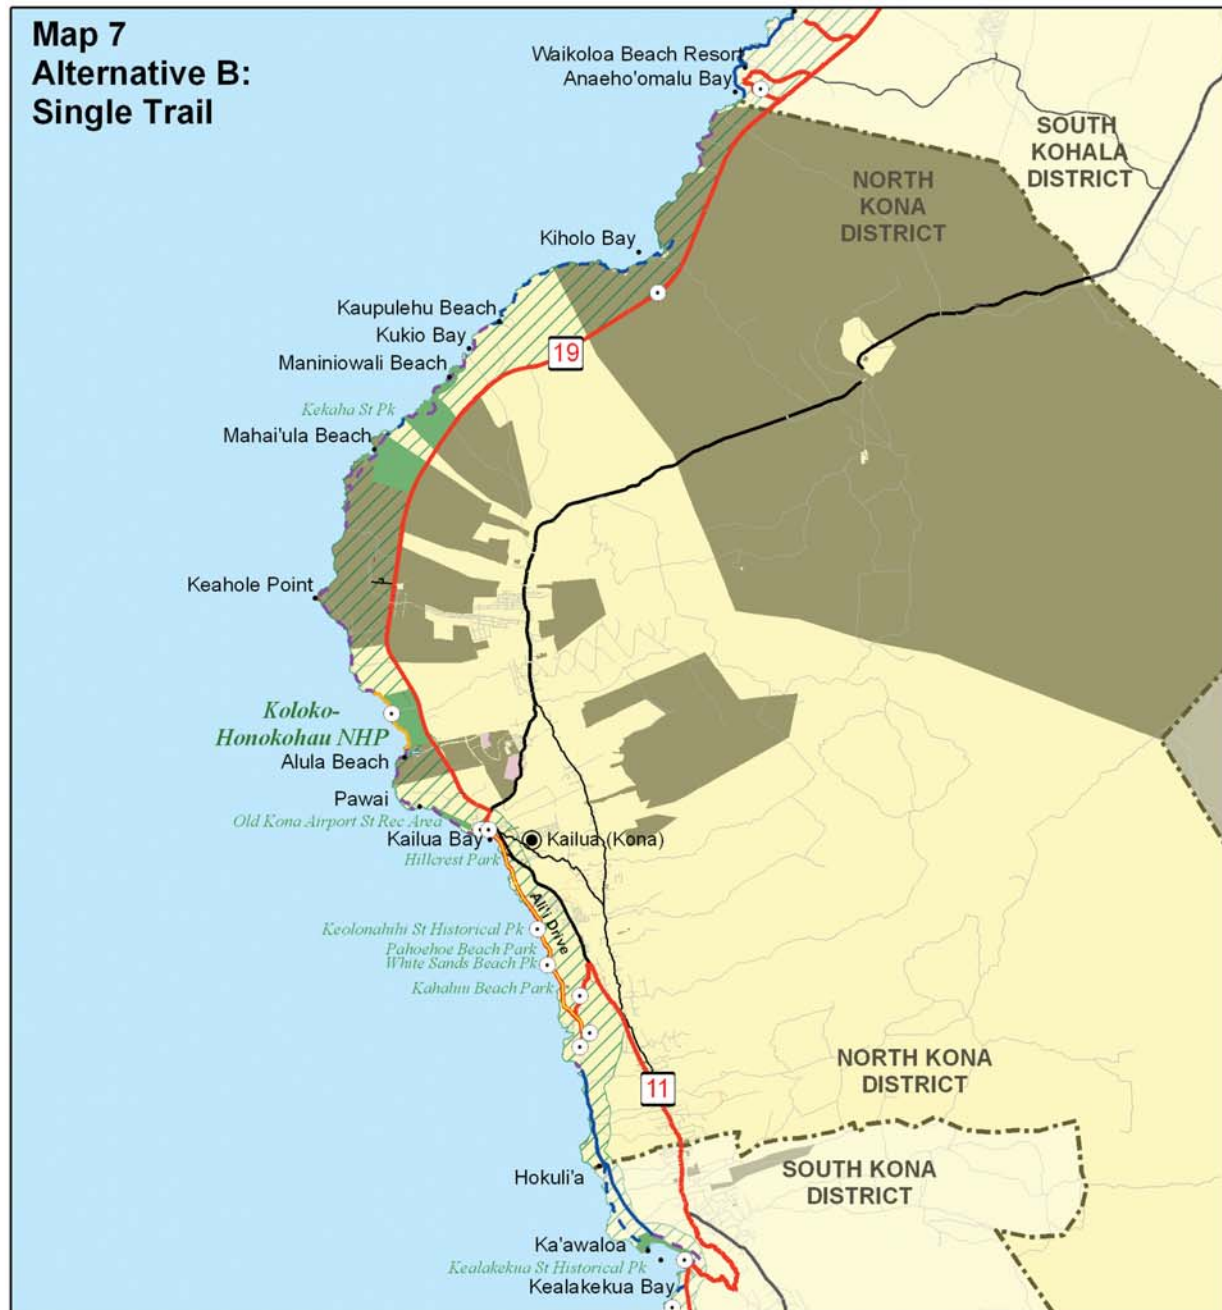 Map 7
Alternative B:
Single Trail
Waikoloa Beach Resort
Anaeho'omalu Bay
SOUTH
KOHALA
DISTRICT
NORTH
KONA
DISTRICT
Kiholo Bay
Kaupulehu Beach
Kukio Bay
19
Maniniowali Beach
Kekaha St Pk
Mahai'ula Beach
Keahole Point
Koloko-
Honokohau NHP
Alula Beach
Pawai
Old Kona Airport St Rec Area
Kailua Bay
Kailua (Kona)
Hillcrest Park
Ali'i Drive
Keolonahihi St Historical Pk
Pahoehoe Beach Park
White Sands Beach Pk
Kahaluu Beach Park
NORTH KONA
DISTRICT
11
SOUTH KONA
DISTRICT
Hokuli'a
Ka'awaloa
Kealakekua St Historical Pk
Kealakekua Bay